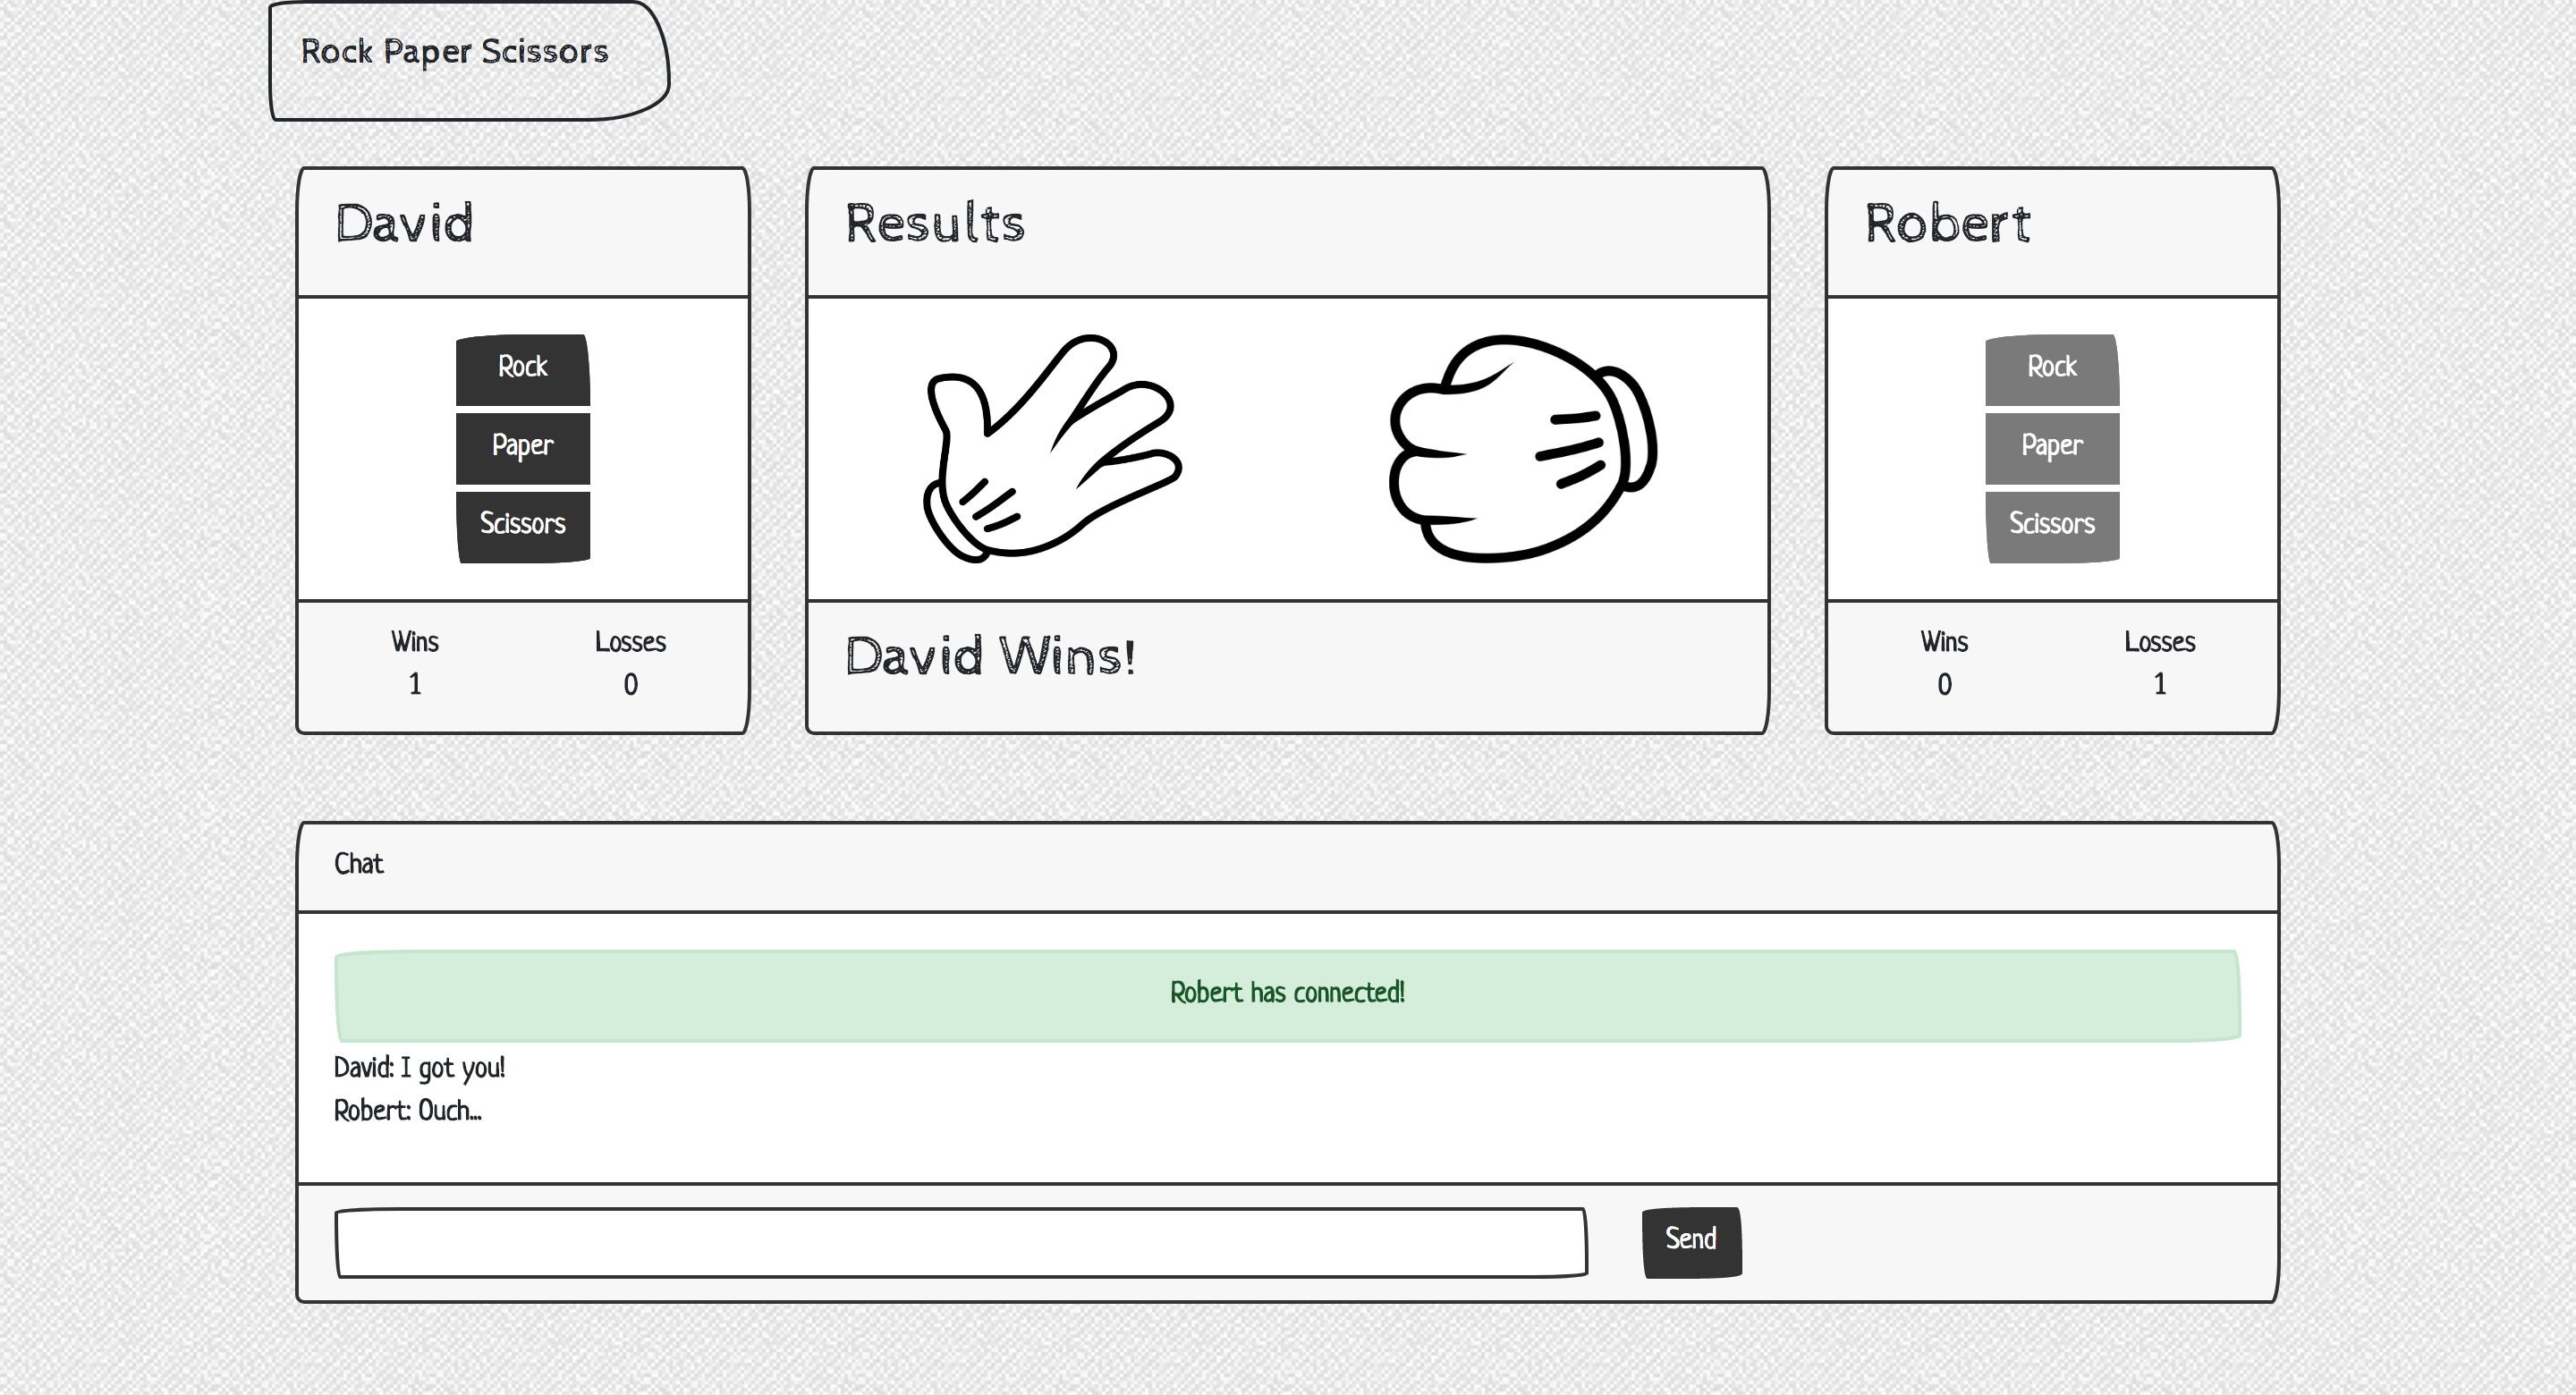 Rock Paper Scissors
David
Rock
Paper
Scissors
Wins Losses
1 0
Results
David Wins!
Robert
Rock
Paper
Scissors
Wins Losses
0 1
Chat
Robert has connected!
David: I got you!
Robert: Ouch...
Send